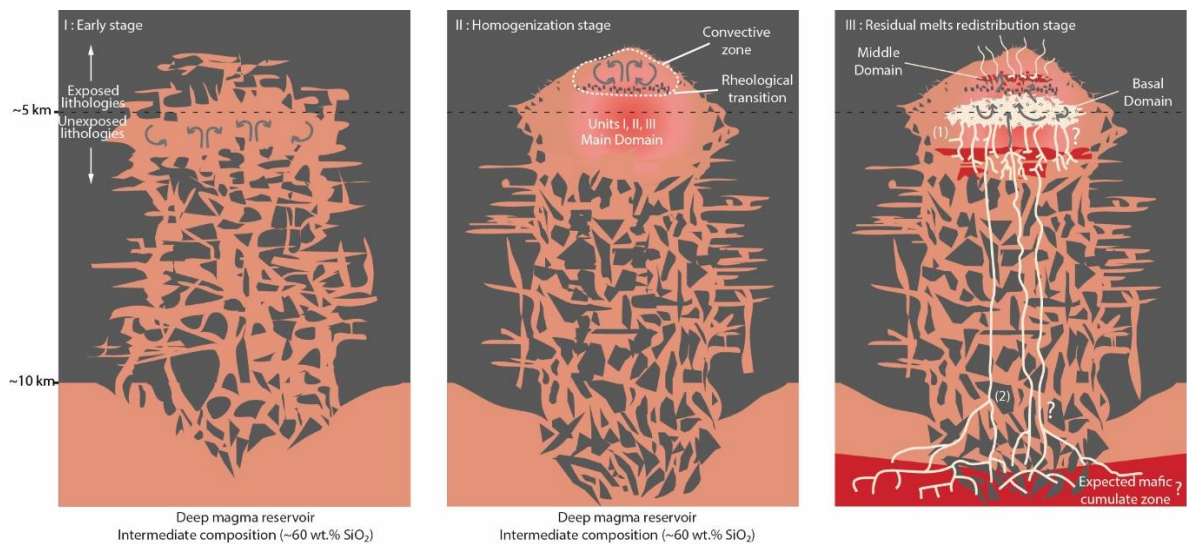 I : Early stage
Exposed
lithologies
~5 km
Unexposed
lithologies
~10 km
Deep magma reservoir
Intermediate composition (~60 wt.% SiO₂)
II : Homogenization stage
Convective
zone
Rheological
transition
Units I, II, III
Main Domain
Deep magma reservoir
Intermediate composition (~60 wt.% SiO₂)
III : Residual melts redistribution stage
Middle
Domain
Basal
Domain
(1)
?
(2)
?
Expected mafic
cumulate zone ?